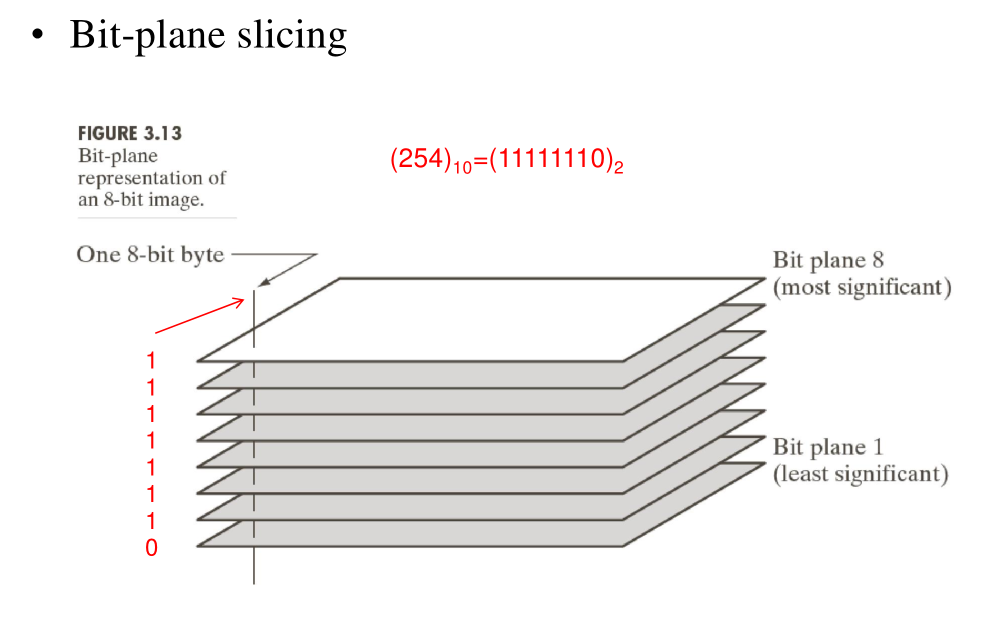 • Bit-plane slicing
FIGURE 3.13
Bit-plane
representation of
an 8-bit image.
(254)₁₀=(11111110)₂
One 8-bit byte
Bit plane 8
(most significant)
1
1
1
1
1
1
1
0
Bit plane 1
(least significant)